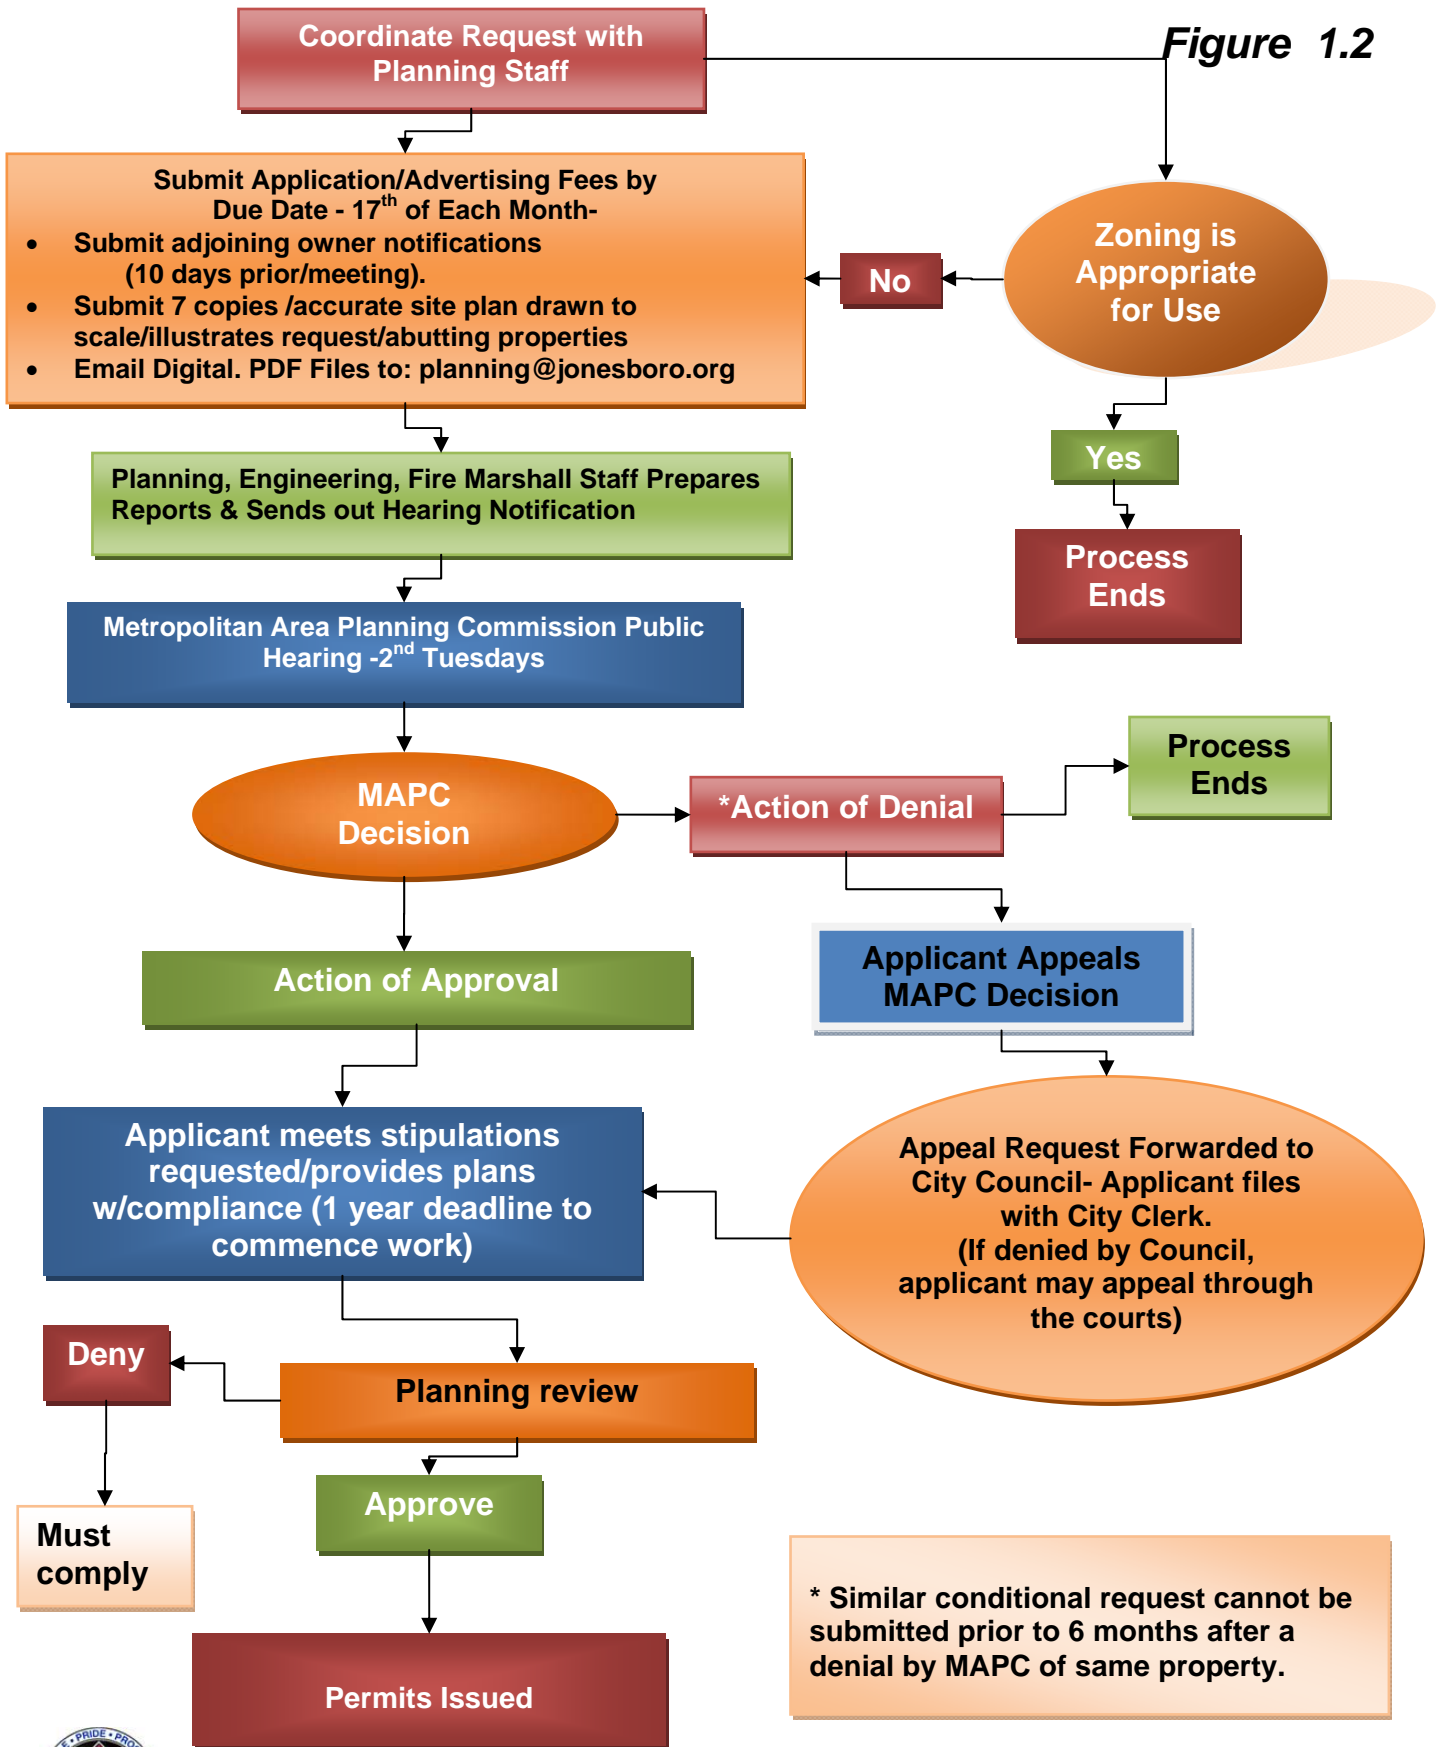 Figure 1.2
Coordinate Request with
Planning Staff
Submit Application/Advertising Fees by
Due Date - 17th of Each Month-
• Submit adjoining owner notifications
(10 days prior/meeting).
• Submit 7 copies /accurate site plan drawn to
scale/illustrates request/abutting properties
• Email Digital. PDF Files to: planning@jonesboro.org
No
Zoning is
Appropriate
for Use
Yes
Process
Ends
Planning, Engineering, Fire Marshall Staff Prepares
Reports & Sends out Hearing Notification
Metropolitan Area Planning Commission Public
Hearing -2nd Tuesdays
MAPC
Decision
*Action of Denial
Process
Ends
Action of Approval
Applicant Appeals
MAPC Decision
Applicant meets stipulations
requested/provides plans
w/compliance (1 year deadline to
commence work)
Appeal Request Forwarded to
City Council- Applicant files
with City Clerk.
(If denied by Council,
applicant may appeal through
the courts)
Deny
Planning review
Must
comply
Approve
Permits Issued
* Similar conditional request cannot be
submitted prior to 6 months after a
denial by MAPC of same property.
• PRIDE •